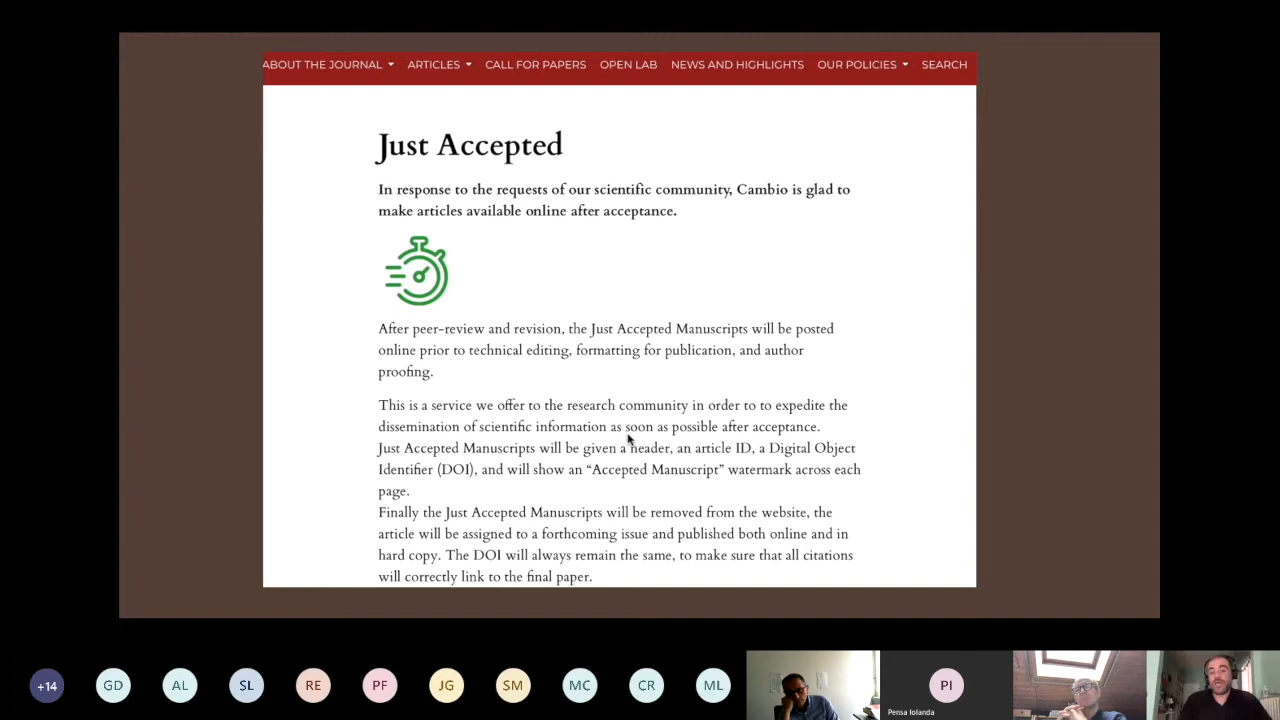 ABOUT THE JOURNAL ARTICLES CALL FOR PAPERS OPEN LAB NEWS AND HIGHLIGHTS OUR POLICIES SEARCH
Just Accepted
In response to the requests of our scientific community, Cambio is glad to
make articles available online after acceptance.
After peer-review and revision, the Just Accepted Manuscripts will be posted
online prior to technical editing, formatting for publication, and author
proofing.
This is a service we offer to the research community in order to to expedite the
dissemination of scientific information as soon as possible after acceptance.
Just Accepted Manuscripts will be given a header, an article ID, a Digital Object
Identifier (DOI), and will show an “Accepted Manuscript” watermark across each
page.
Finally the Just Accepted Manuscripts will be removed from the website, the
article will be assigned to a forthcoming issue and published both online and in
hard copy. The DOI will always remain the same, to make sure that all citations
will correctly link to the final paper.
+14 GD AL SL RE PF JG SM MC CR ML PI
Pensa Iolanda